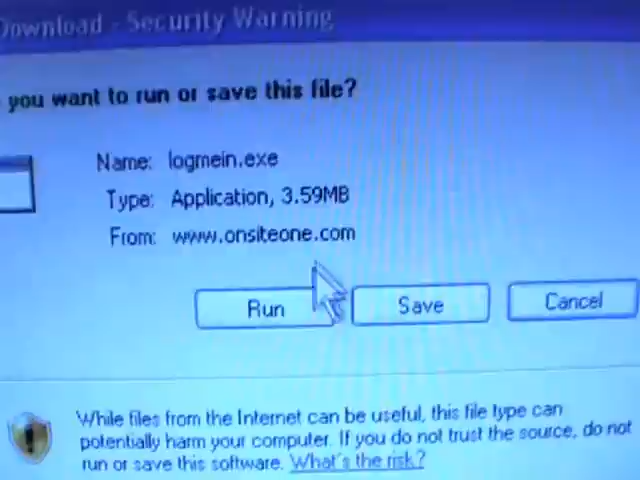 Download - Security Warning
you want to run or save this file?
Name: logmein.exe
Type: Application, 3.59MB
From: www.onsiteone.com
Run Save Cancel
While files from the Internet can be useful, this file type can
potentially harm your computer. If you do not trust the source, do not
run or save this software. What's the risk?